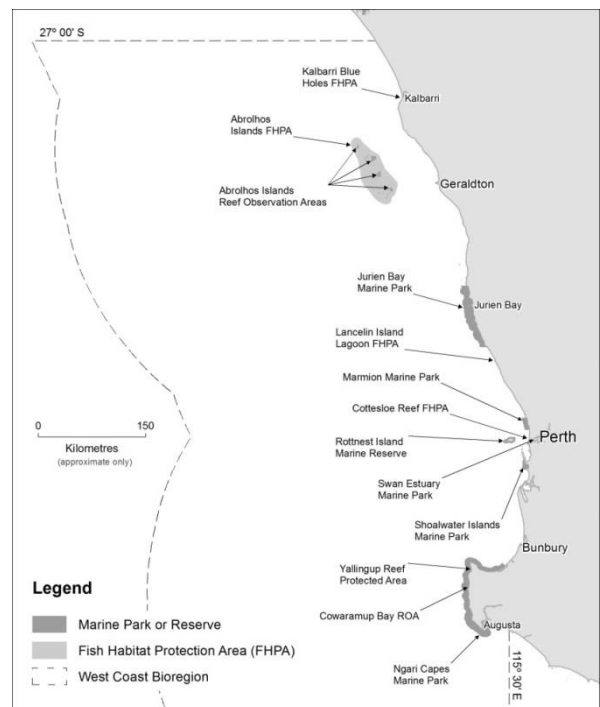 27° 00' S
Kalbarri Blue
Holes FHPA
Kalbarri
Abrolhos
Islands FHPA
Abrolhos Islands
Reef Observation Areas
Geraldton
Jurien Bay
Marine Park
Jurien Bay
Lancelin Island
Lagoon FHPA
Marmion Marine Park
Cottesloe Reef FHPA
0 150
Kilometres
(approximate only)
Rottnest Island
Marine Reserve
Perth
Swan Estuary
Marine Park
Shoalwater Islands
Marine Park
Bunbury
Yallingup Reef
Protected Area
Cowaramup Bay ROA
Augusta
Ngari Capes
Marine Park
115° 30' E
Legend
Marine Park or Reserve
Fish Habitat Protection Area (FHPA)
West Coast Bioregion